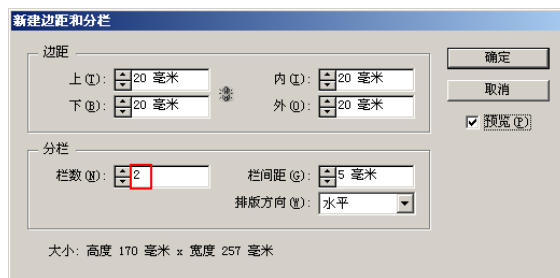 新建边距和分栏
边距
上(T): 20 毫米 内(I): 20 毫米
下(B): 20 毫米 外(O): 20 毫米
确定
取消
预览(P)
分栏
栏数(N): 2 栏间距(G): 5 毫米
排版方向(W): 水平
大小: 高度 170 毫米 x 宽度 257 毫米